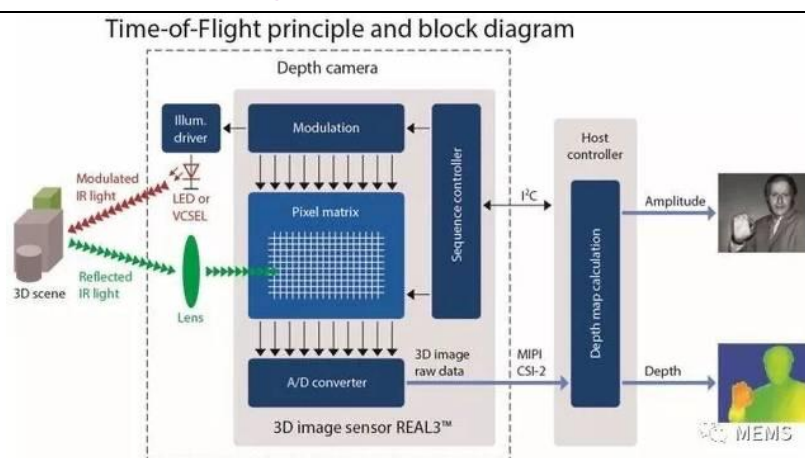 Time-of-Flight principle and block diagram
Depth camera
Illum.
driver
Modulation
Host
controller
Modulated
IR light
LED or
VCSEL
Pixel matrix
Sequence controller
I²C
Depth map calculation
Amplitude
3D scene
Reflected
IR light
Lens
A/D converter
3D image
raw data
MIPI
CSI-2
Depth
3D image sensor REAL3™
MEMS